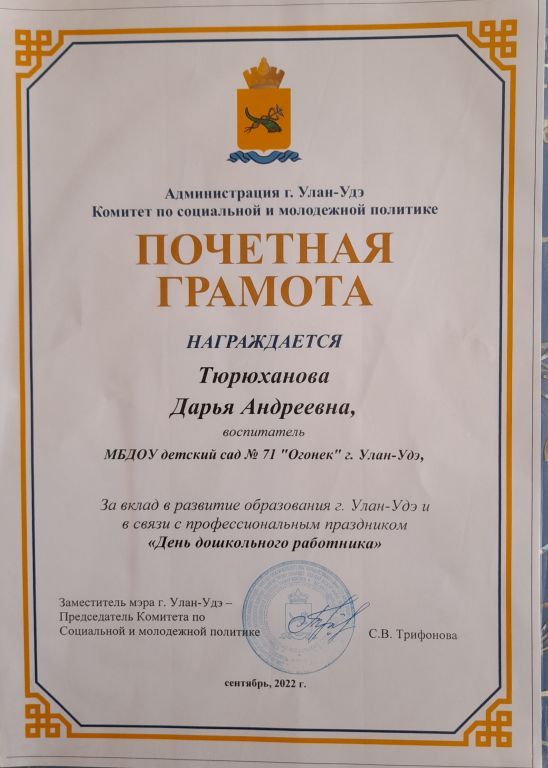 Администрация г. Улан-Удэ
Комитет по социальной и молодежной политике
ПОЧЕТНАЯ
ГРАМОТА
НАГРАЖДАЕТСЯ
Тюрюханова
Дарья Андреевна,
воспитатель
МБДОУ детский сад № 71 "Огонек" г. Улан-Удэ,
За вклад в развитие образования г. Улан-Удэ и
в связи с профессиональным праздником
«День дошкольного работника»
Заместитель мэра г. Улан-Удэ –
Председатель Комитета по
Социальной и молодежной политике
С.В. Трифонова
сентябрь, 2022 г.